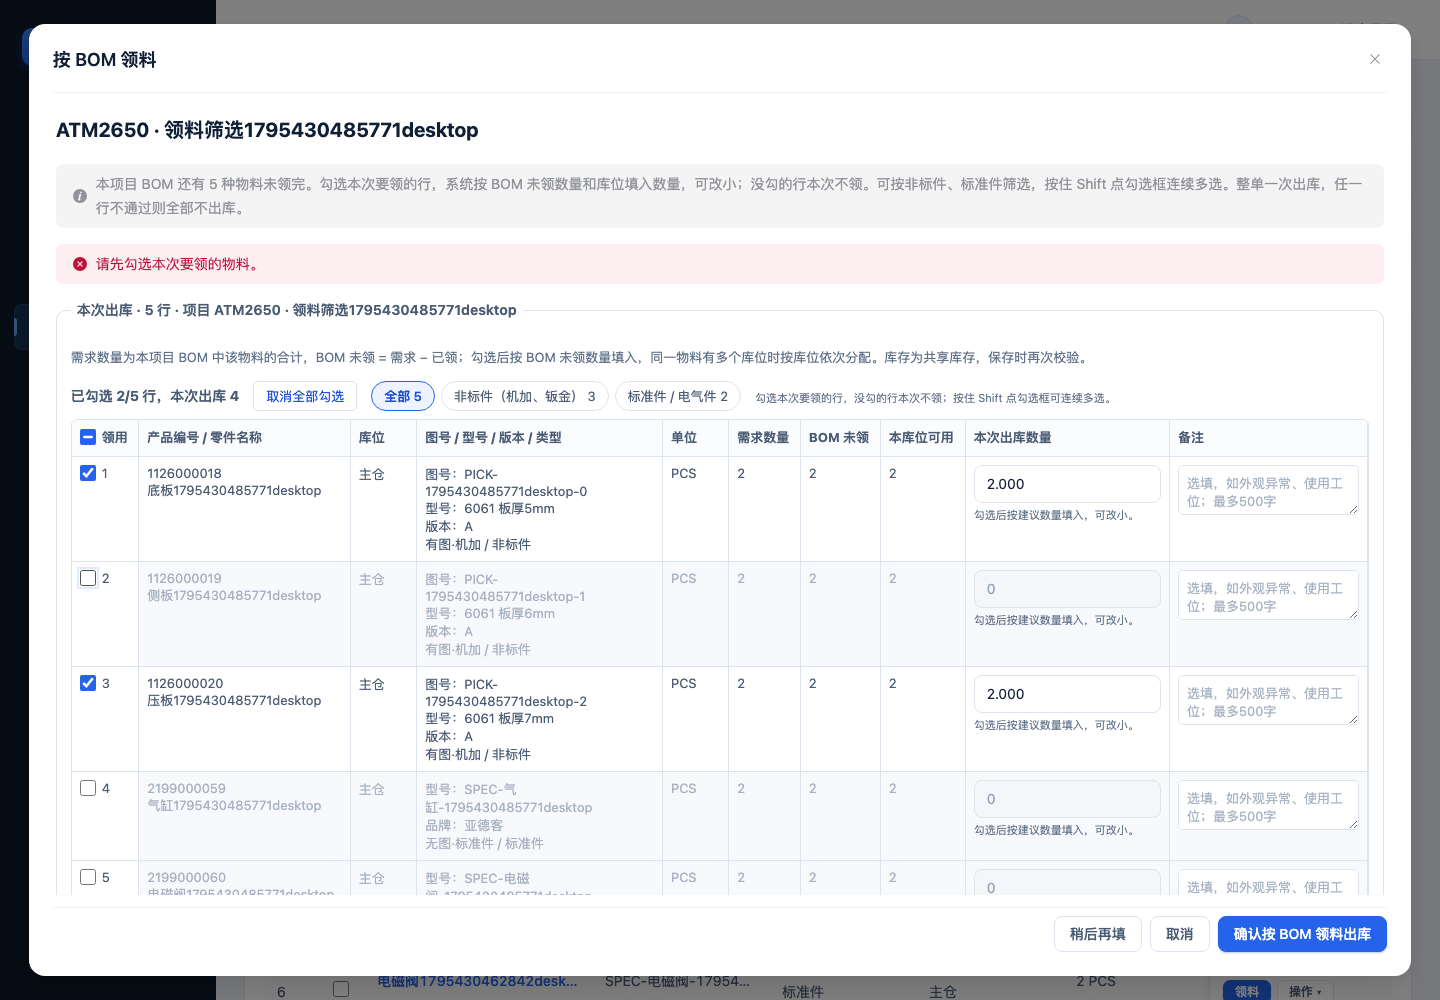 按 BOM 领料
ATM2650 · 领料筛选1795430485771desktop
本项目 BOM 还有 5 种物料未领完。勾选本次要领的行，系统按 BOM 未领数量和库位填入数量，可改小；没勾的行本次不领。可按非标件、标准件筛选，按住 Shift 点勾选框连续多选。整单一次出库，任一
行不通过则全部不出库。
请先勾选本次要领的物料。
本次出库 · 5 行 · 项目 ATM2650 · 领料筛选1795430485771desktop
需求数量为本项目 BOM 中该物料的合计，BOM 未领 = 需求 − 已领；勾选后按 BOM 未领数量填入，同一物料有多个库位时按库位依次分配。库存为共享库存，保存时再次校验。
已勾选 2/5 行，本次出库 4 取消全部勾选 全部 5 非标件（机加、钣金） 3 标准件 / 电气件 2 勾选本次要领的行，没勾的行本次不领；按住 Shift 点勾选框可连续多选。
领用 产品编号 / 零件名称 库位 图号 / 型号 / 版本 / 类型 单位 需求数量 BOM 未领 本库位可用 本次出库数量 备注
1 1126000018 主仓 图号：PICK- PCS 2 2 2 2.000 选填，如外观异常、使用工
底板1795430485771desktop 1795430485771desktop-0 位；最多500字
型号：6061 板厚5mm 勾选后按建议数量填入，可改小。
版本：A
有图·机加 / 非标件
2 1126000019 主仓 图号：PICK- PCS 2 2 2 0 选填，如外观异常、使用工
侧板1795430485771desktop 1795430485771desktop-1 位；最多500字
型号：6061 板厚6mm 勾选后按建议数量填入，可改小。
版本：A
有图·机加 / 非标件
3 1126000020 主仓 图号：PICK- PCS 2 2 2 2.000 选填，如外观异常、使用工
压板1795430485771desktop 1795430485771desktop-2 位；最多500字
型号：6061 板厚7mm 勾选后按建议数量填入，可改小。
版本：A
有图·机加 / 非标件
4 2199000059 主仓 型号：SPEC-气 PCS 2 2 2 0 选填，如外观异常、使用工
气缸1795430485771desktop 缸-1795430485771desktop 位；最多500字
品牌：亚德客 勾选后按建议数量填入，可改小。
无图·标准件 / 标准件
5 2199000060 主仓 型号：SPEC-电磁 PCS 2 2 2 0 选填，如外观异常、使用工
电磁阀1795430485771desktop 阀-1795430485771desktop
稍后再填 取消 确认按 BOM 领料出库
6 电磁阀1795430462842desk... SPEC-电磁阀-17954... 标准件 主仓 2 PCS 领料 操作